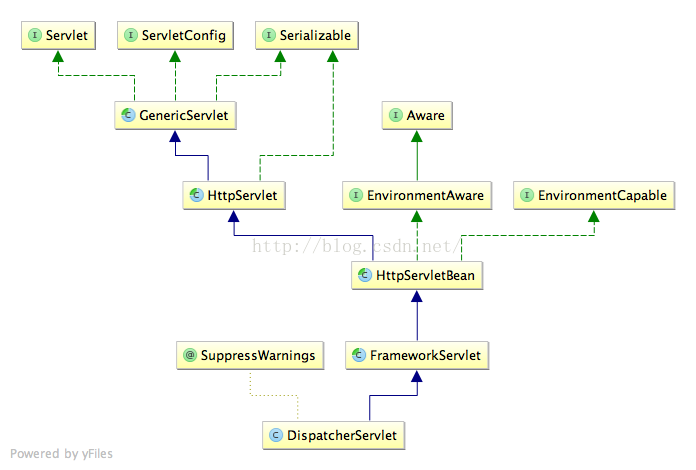 I Servlet
I ServletConfig
I Serializable
C GenericServlet
I Aware
C HttpServlet
I EnvironmentAware
I EnvironmentCapable
http://blog.csdn.net/
C HttpServletBean
@ SuppressWarnings
C FrameworkServlet
C DispatcherServlet
Powered by yFiles